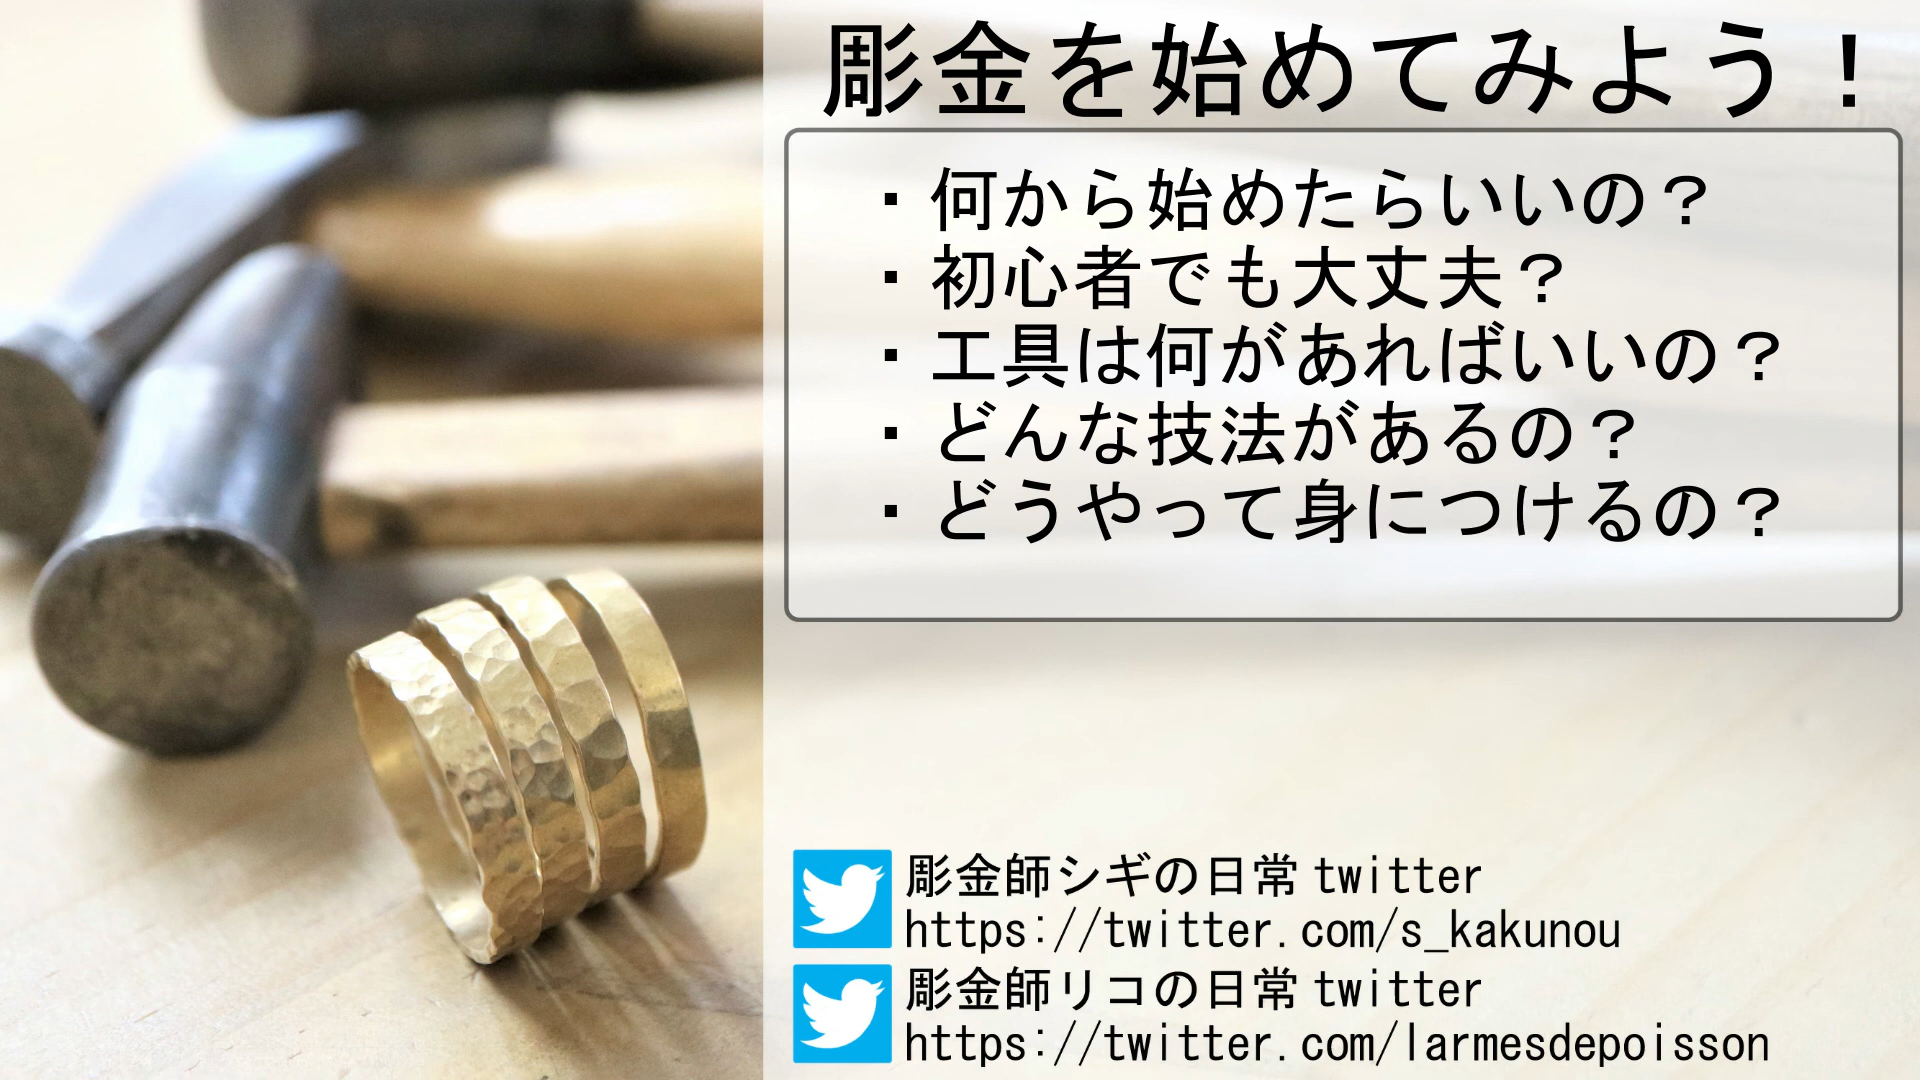 彫金を始めてみよう！
・何から始めたらいいの？
・初心者でも大丈夫？
・工具は何があればいいの？
・どんな技法があるの？
・どうやって身につけるの？
彫金師シギの日常 twitter
https://twitter.com/s_kakunou
彫金師リコの日常 twitter
https://twitter.com/larmesdepoisson